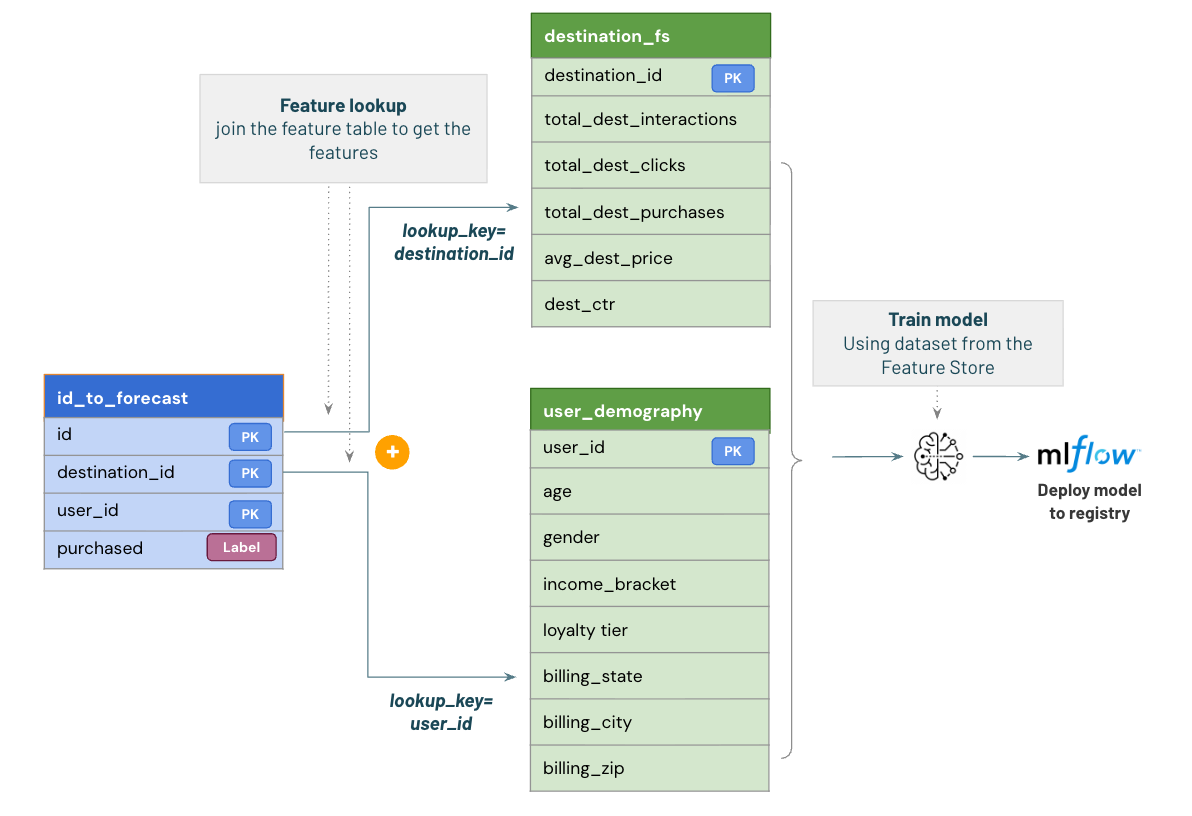 Feature lookup
join the feature table to get the
features
lookup_key=
destination_id
id_to_forecast
id PK
destination_id PK
user_id PK
purchased Label
+
lookup_key=
user_id
destination_fs
destination_id PK
total_dest_interactions
total_dest_clicks
total_dest_purchases
avg_dest_price
dest_ctr
user_demography
user_id PK
age
gender
income_bracket
loyalty tier
billing_state
billing_city
billing_zip
Train model
Using dataset from the
Feature Store
mlflow
Deploy model
to registry